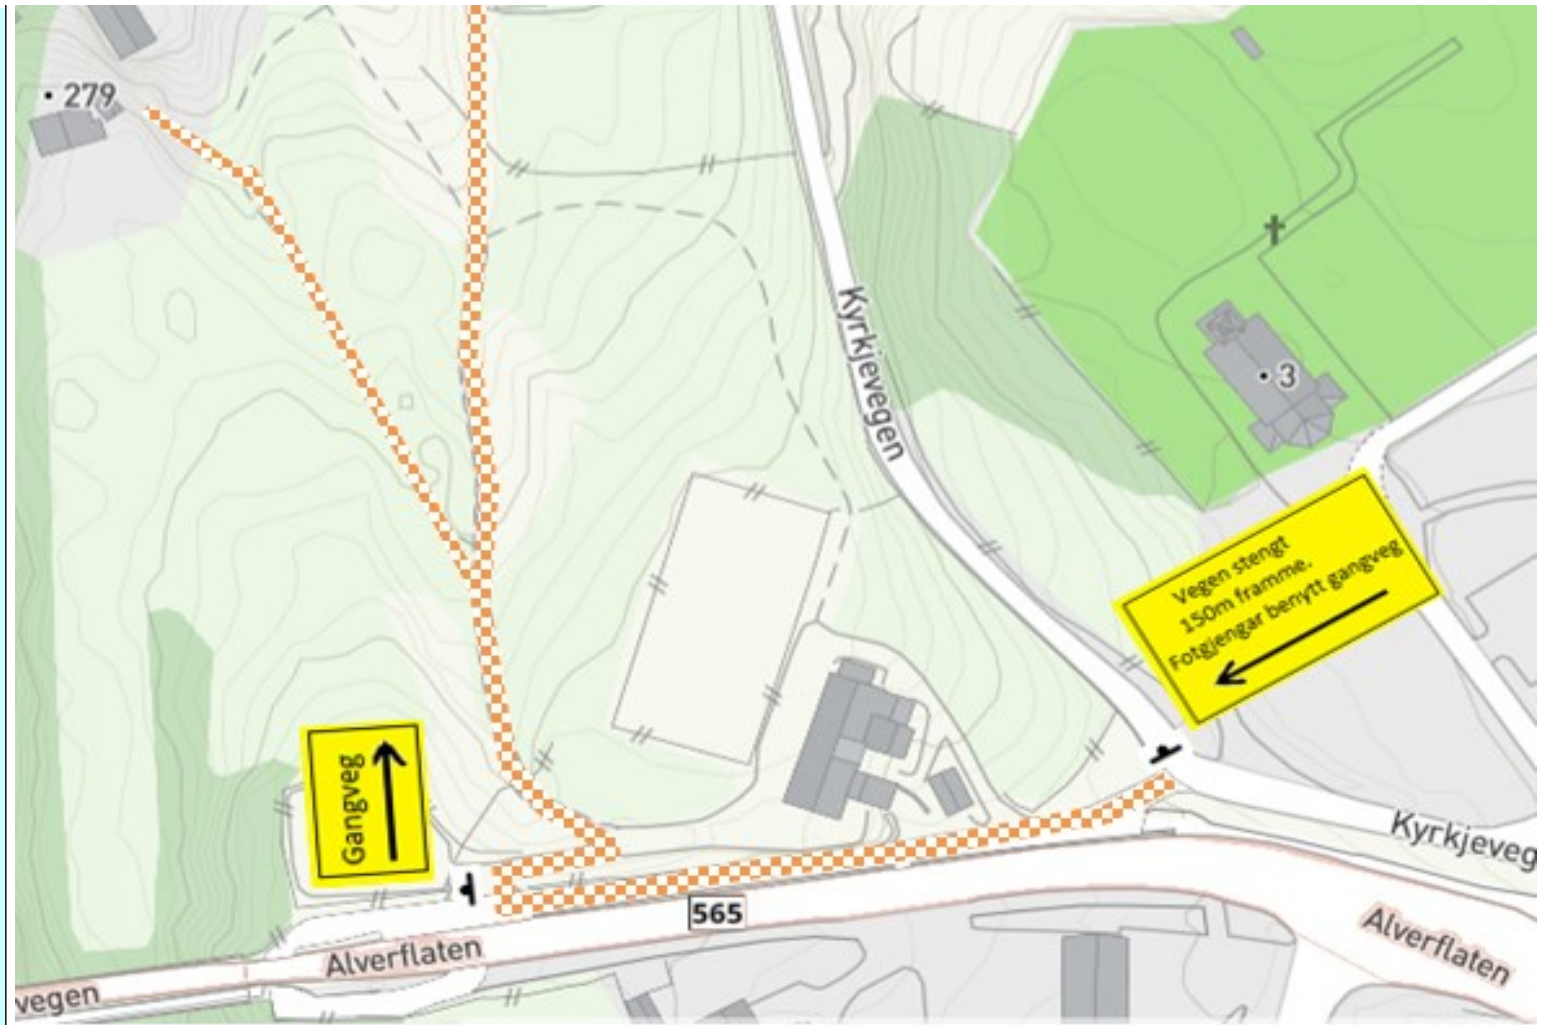 279
Kyrkjevegen
3
Vegen stengt
150m framme.
Fotgjengar benytt gangveg
Gangveg
Kyrkjeveg
565
Alverflaten
Alverflaten
vegen